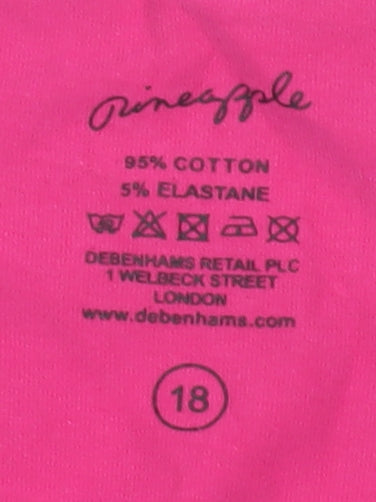 Pineapple
95% COTTON
5% ELASTANE
DEBENHAMS RETAIL PLC
1 WELBECK STREET
LONDON
www.debenhams.com
18